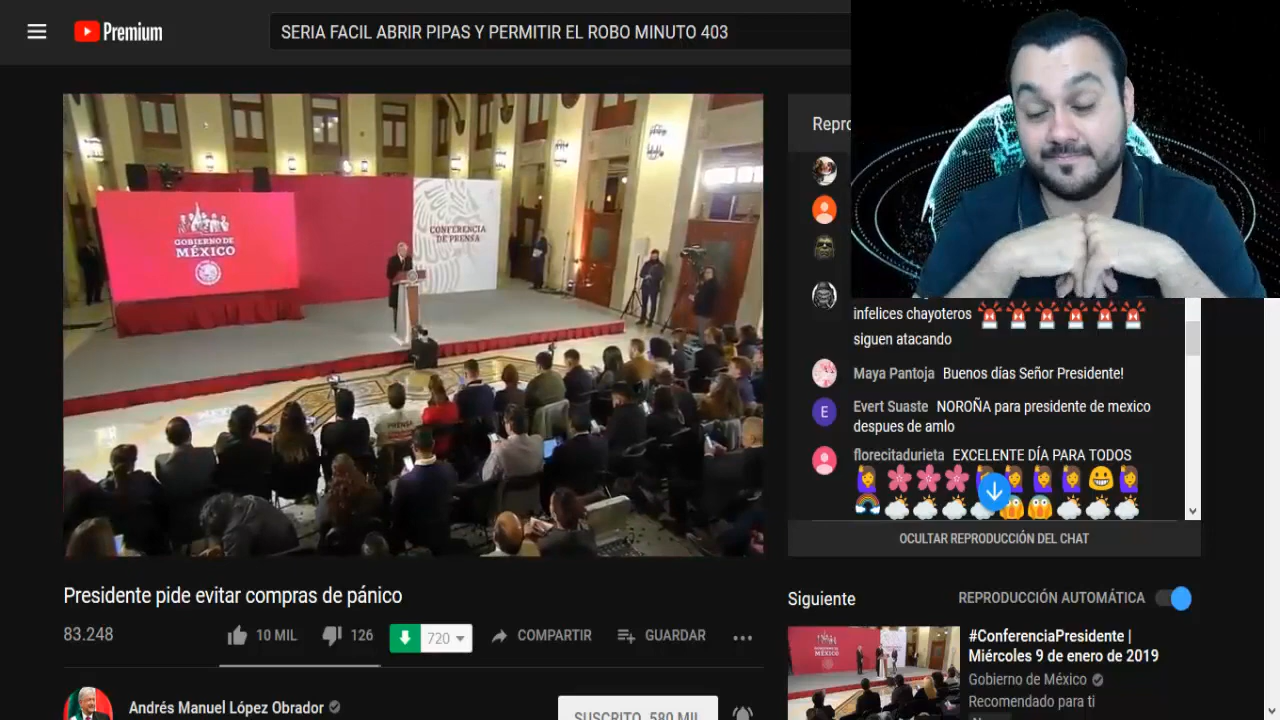 Premium
SERIA FACIL ABRIR PIPAS Y PERMITIR EL ROBO MINUTO 403
Repro
GOBIERNO DE
MÉXICO
CONFERENCIA
DE PRENSA
PRENSA
infelices chayoteros
siguen atacando
Maya Pantoja Buenos días Señor Presidente!
E
Evert Suaste NOROÑA para presidente de mexico
despues de amlo
florecitadurieta EXCELENTE DÍA PARA TODOS
OCULTAR REPRODUCCIÓN DEL CHAT
Presidente pide evitar compras de pánico
83.248
10 MIL
126
720
COMPARTIR
GUARDAR
Siguiente
REPRODUCCIÓN AUTOMÁTICA
#ConferenciaPresidente |
Miércoles 9 de enero de 2019
Gobierno de México
Recomendado para ti
Andrés Manuel López Obrador
SUSCRITO 580 MIL